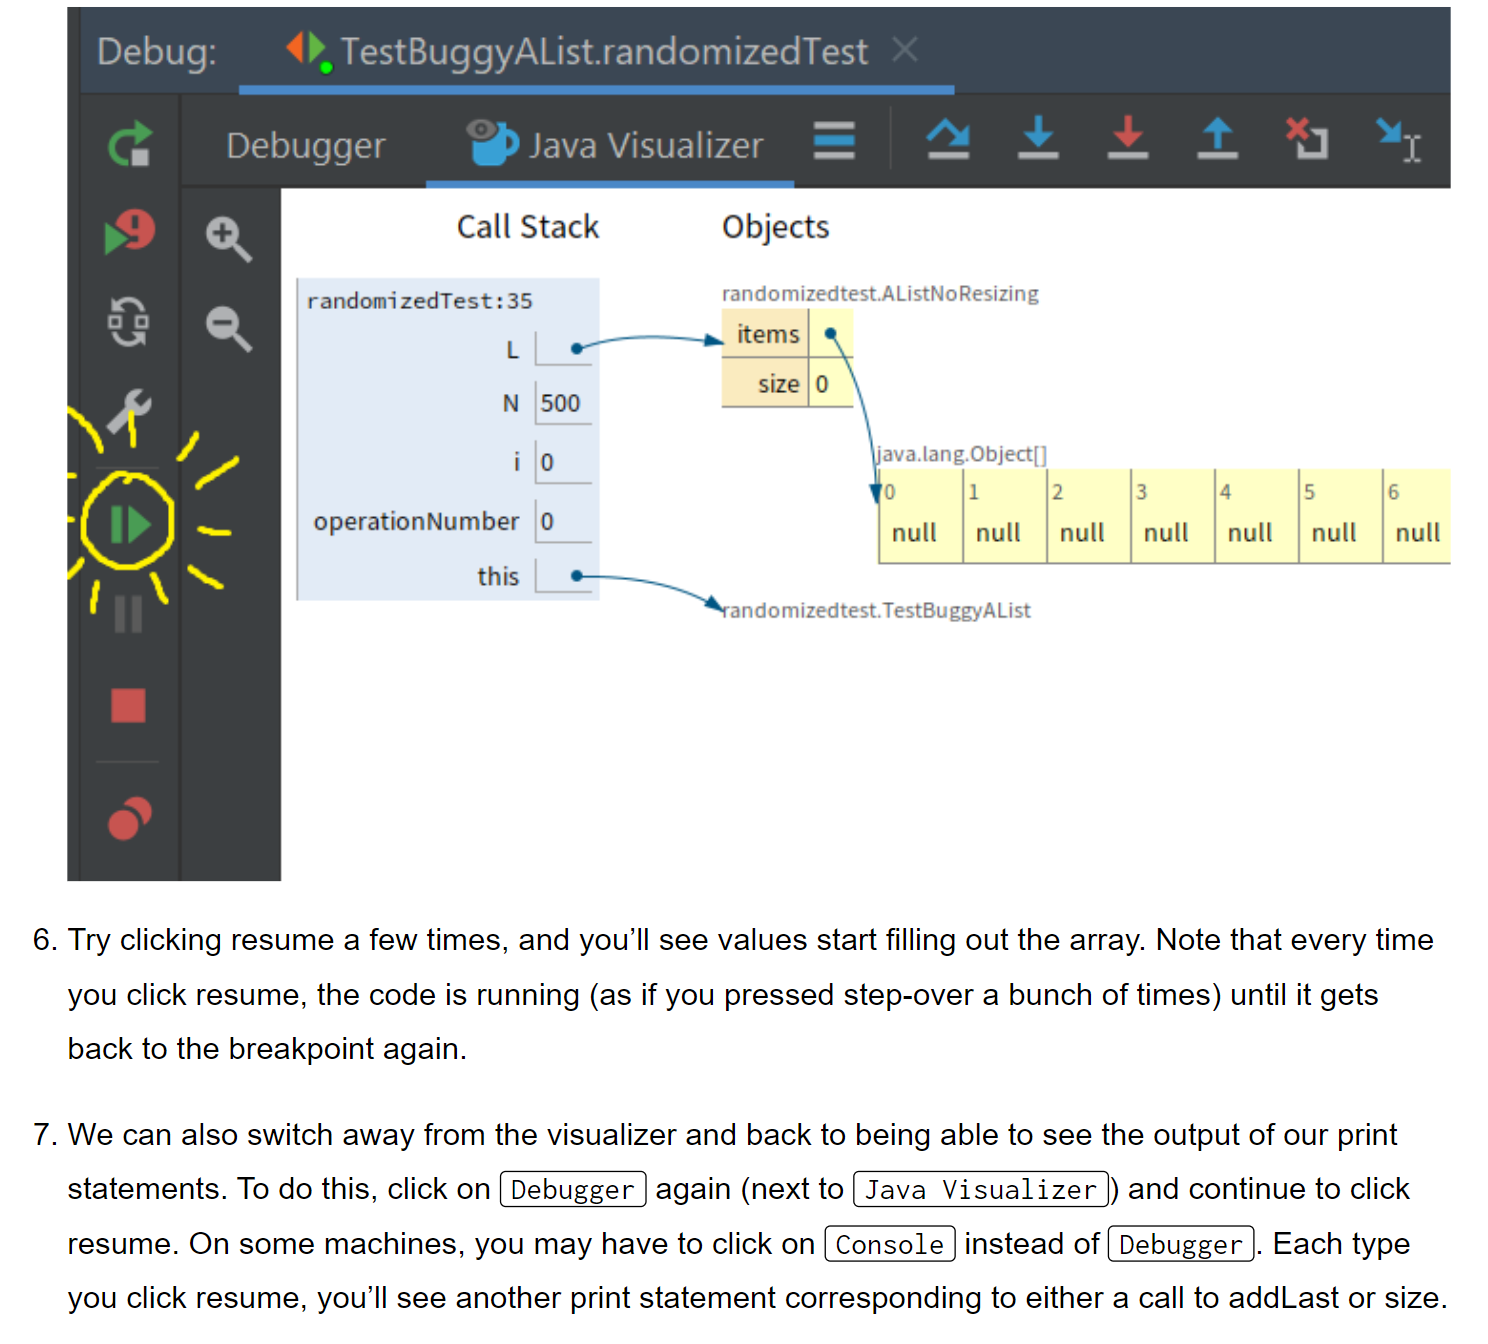 Debug: TestBuggyAList.randomizedTest
Debugger Java Visualizer
Call Stack Objects
randomizedTest:35
randomizedtest.AListNoResizing
L
items
size 0
N 500
i 0
java.lang.Object[]
0 1 2 3 4 5 6
null null null null null null null
operationNumber 0
this
randomizedtest.TestBuggyAList
6. Try clicking resume a few times, and you’ll see values start filling out the array. Note that every time
you click resume, the code is running (as if you pressed step-over a bunch of times) until it gets
back to the breakpoint again.
7. We can also switch away from the visualizer and back to being able to see the output of our print
statements. To do this, click on Debugger again (next to Java Visualizer) and continue to click
resume. On some machines, you may have to click on Console instead of Debugger. Each type
you click resume, you’ll see another print statement corresponding to either a call to addLast or size.